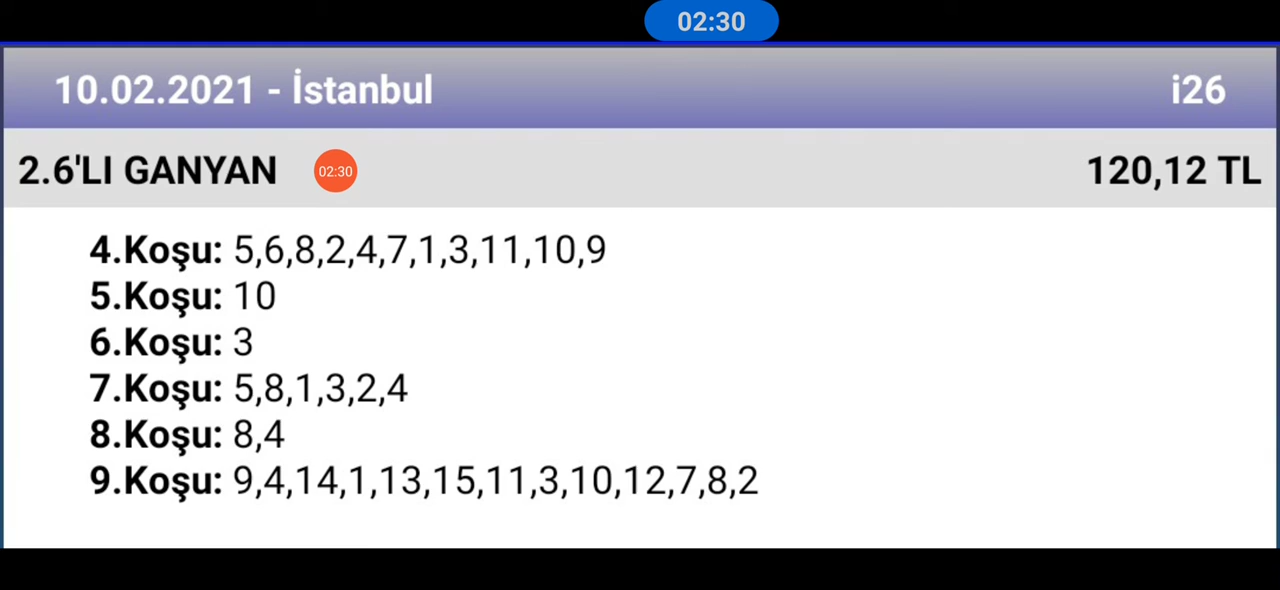 02:30
10.02.2021 - İstanbul i26
2.6'LI GANYAN 02:30 120,12 TL
4.Koşu: 5,6,8,2,4,7,1,3,11,10,9
5.Koşu: 10
6.Koşu: 3
7.Koşu: 5,8,1,3,2,4
8.Koşu: 8,4
9.Koşu: 9,4,14,1,13,15,11,3,10,12,7,8,2